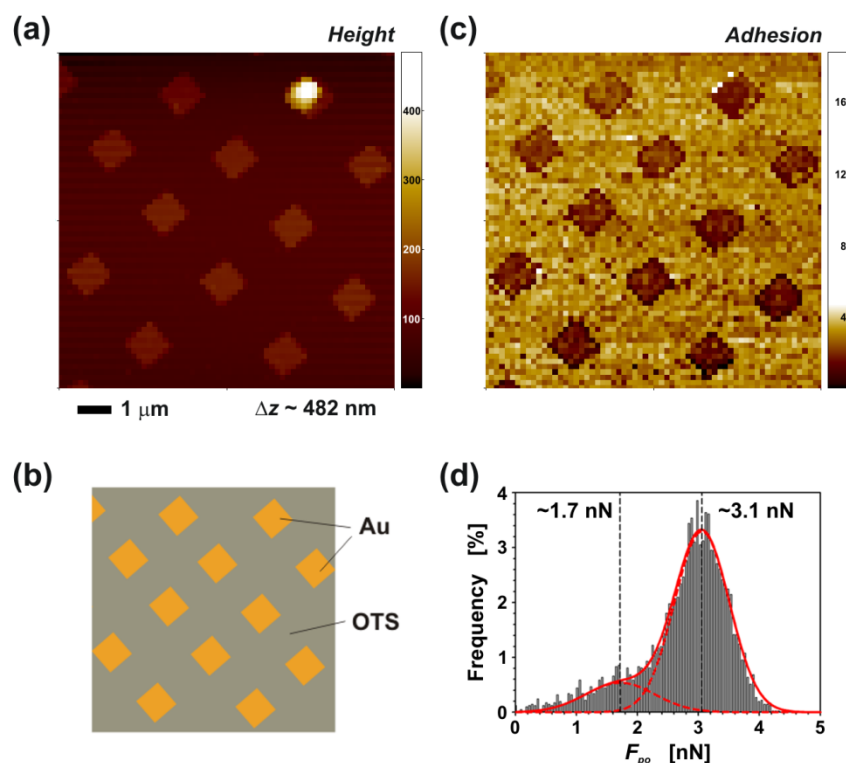 (a)
Height
400
300
200
100
1 μm
Δz ~ 482 nm
(c)
Adhesion
16
12
8
4
(b)
Au
OTS
(d)
~1.7 nN
~3.1 nN
Frequency [%]
4
3
2
1
0
0 1 2 3 4 5
Fpo [nN]